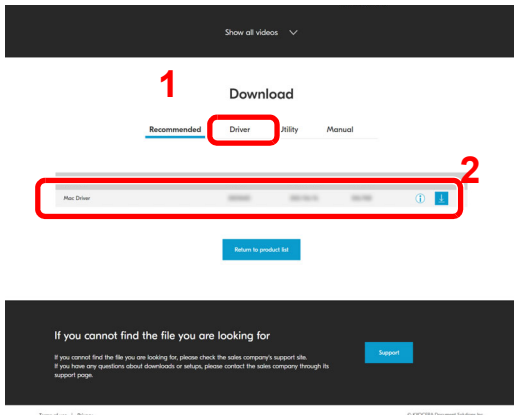 Show all videos
1
Download
Recommended Driver Utility Manual
2
Mac Driver
Return to product list
If you cannot find the file you are looking for
If you cannot find the file you are looking for, please check the sales company's support site.
If you have any questions about downloads or setups, please contact the sales company through its
support page.
Support